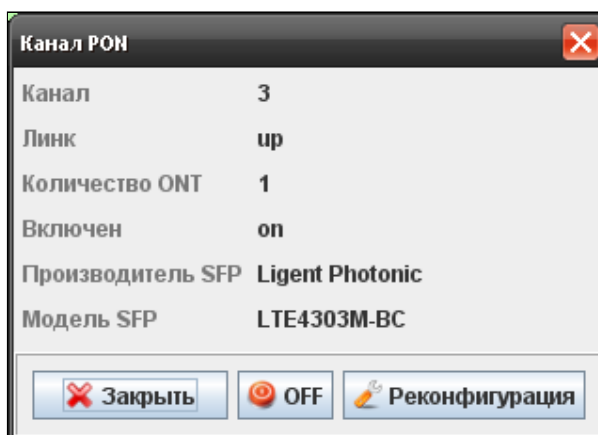 Канал PON
Канал 3
Линк up
Количество ONT 1
Включен on
Производитель SFP Ligent Photonic
Модель SFP LTE4303M-BC
Закрыть OFF Реконфигурация